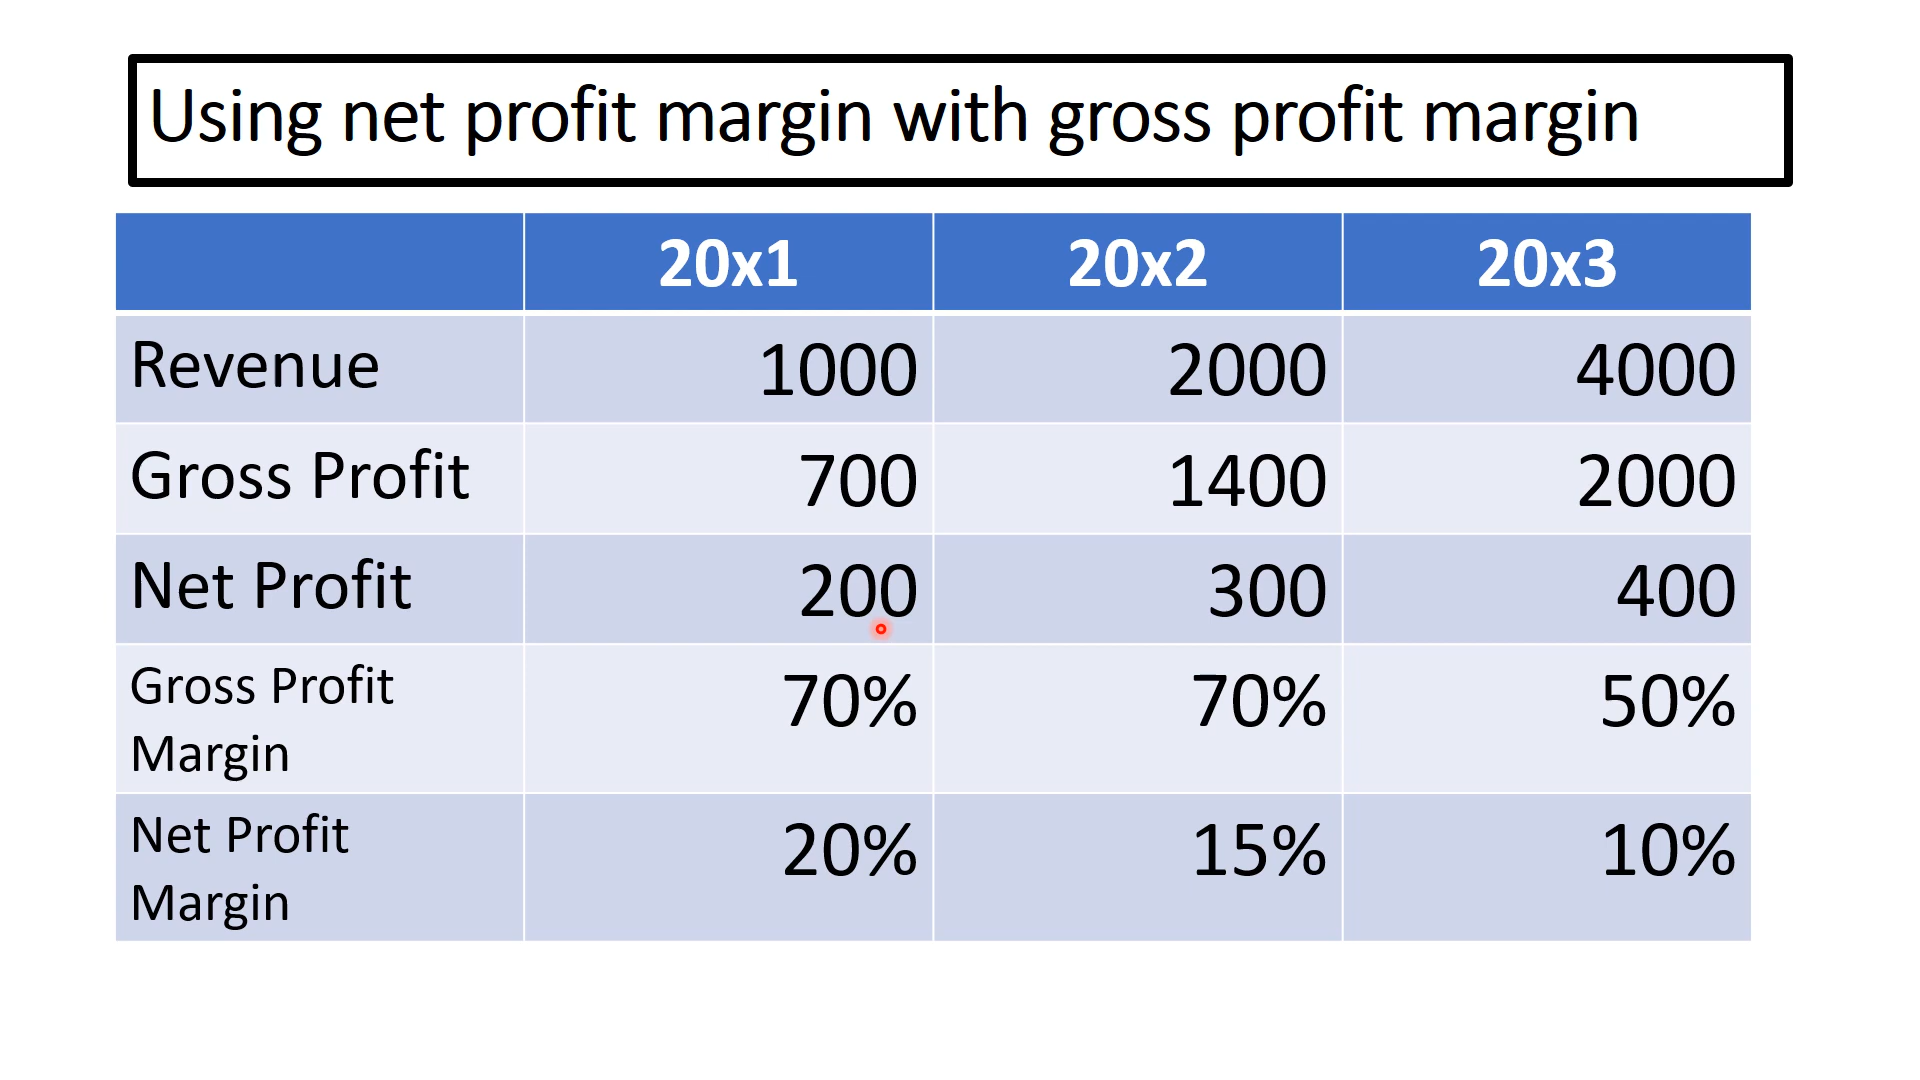 Using net profit margin with gross profit margin
20x1 20x2 20x3
Revenue 1000 2000 4000
Gross Profit 700 1400 2000
Net Profit 200 300 400
Gross Profit
Margin 70% 70% 50%
Net Profit
Margin 20% 15% 10%